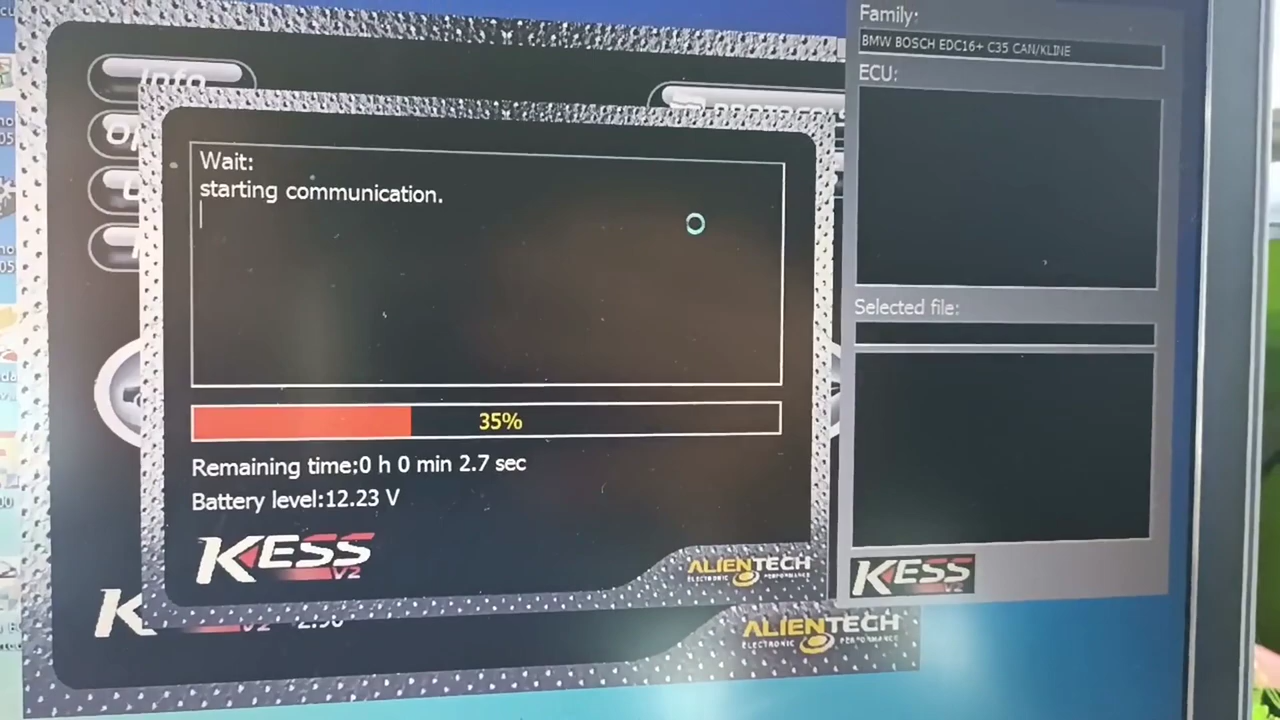 Info
Wait:
starting communication.
35%
Remaining time:0 h 0 min 2.7 sec
Battery level:12.23 V
KESS
V2
ALIENTECH
ELECTRONIC PERFORMANCE
ALIENTECH
ELECTRONIC PERFORMANCE
Family:
BMW BOSCH EDC16+ C35 CAN/KLINE
ECU:
Selected file:
KESS
V2